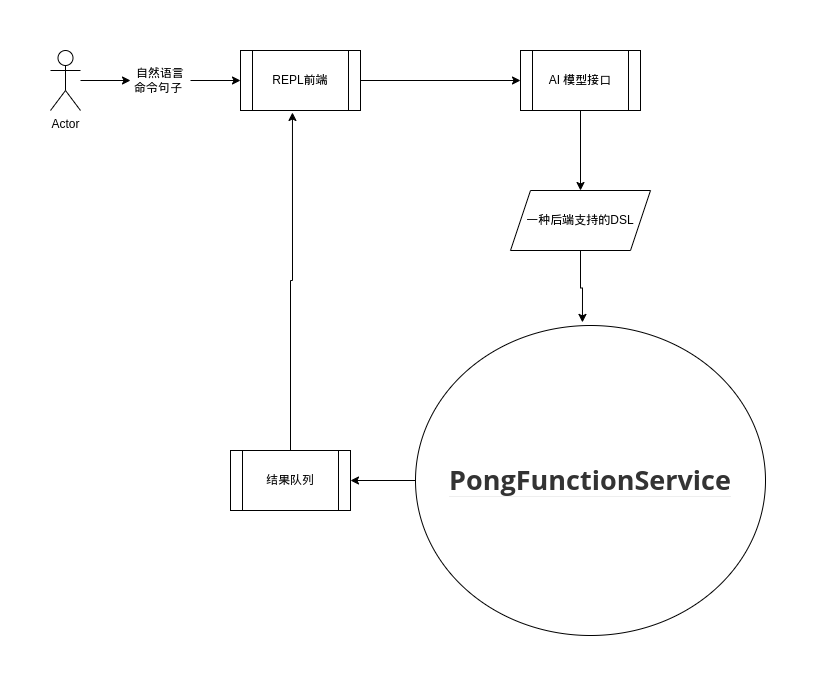 自然语言
命令句子
REPL前端
AI 模型接口
Actor
一种后端支持的DSL
PongFunctionService
结果队列